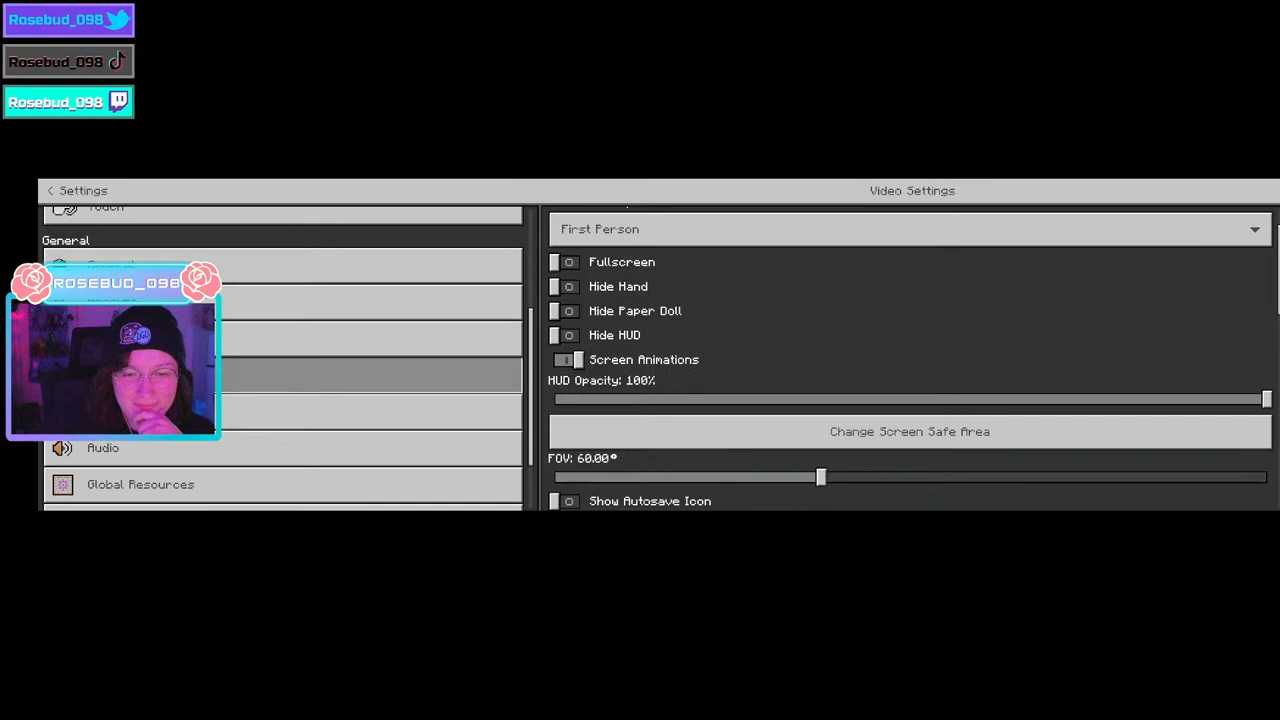 Rosebud_098
Rosebud_098
Rosebud_098
< Settings
Video Settings
Touch
General
ROSEBUD_098
Audio
Global Resources
First Person
Fullscreen
Hide Hand
Hide Paper Doll
Hide HUD
Screen Animations
HUD Opacity: 100%
Change Screen Safe Area
FOV: 60.00°
Show Autosave Icon